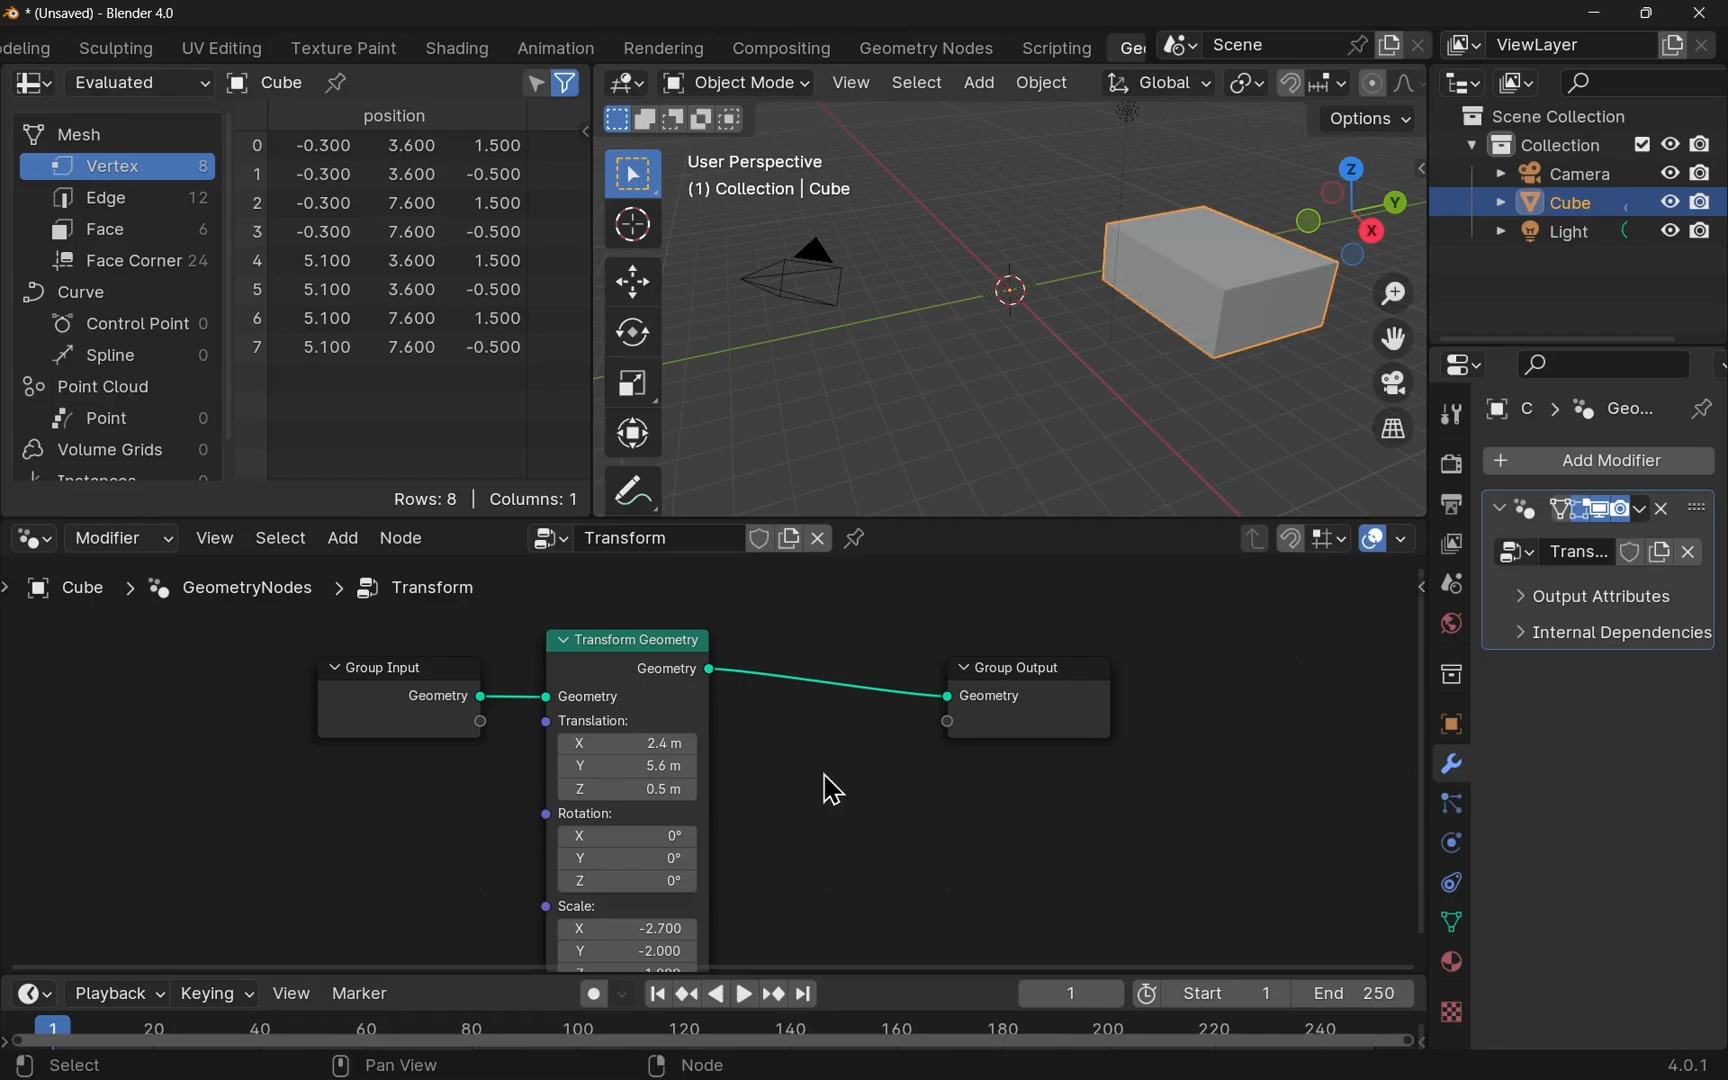 * (Unsaved) - Blender 4.0
deling Sculpting UV Editing Texture Paint Shading Animation Rendering Compositing Geometry Nodes Scripting Geo Scene ViewLayer
Evaluated Cube
Object Mode View Select Add Object Global
Options
position
Mesh
Vertex 8
Edge 12
Face 6
Face Corner 24
Curve
Control Point 0
Spline 0
Point Cloud
Point 0
Volume Grids 0
Instances 0
0 -0.300 3.600 1.500
1 -0.300 3.600 -0.500
2 -0.300 7.600 1.500
3 -0.300 7.600 -0.500
4 5.100 3.600 1.500
5 5.100 3.600 -0.500
6 5.100 7.600 1.500
7 5.100 7.600 -0.500
Rows: 8 | Columns: 1
User Perspective
(1) Collection | Cube
Z
Y
X
Scene Collection
Collection
Camera
Cube
Light
C > Geo...
Add Modifier
Trans...
Output Attributes
Internal Dependencies
Modifier View Select Add Node Transform
Cube > GeometryNodes > Transform
Group Input
Geometry
Transform Geometry
Geometry
Geometry
Translation:
X 2.4 m
Y 5.6 m
Z 0.5 m
Rotation:
X 0°
Y 0°
Z 0°
Scale:
X -2.700
Y -2.000
Z 1.000
Group Output
Geometry
Playback Keying View Marker 1 Start 1 End 250
1 20 40 60 80 100 120 140 160 180 200 220 240
Select Pan View Node 4.0.1